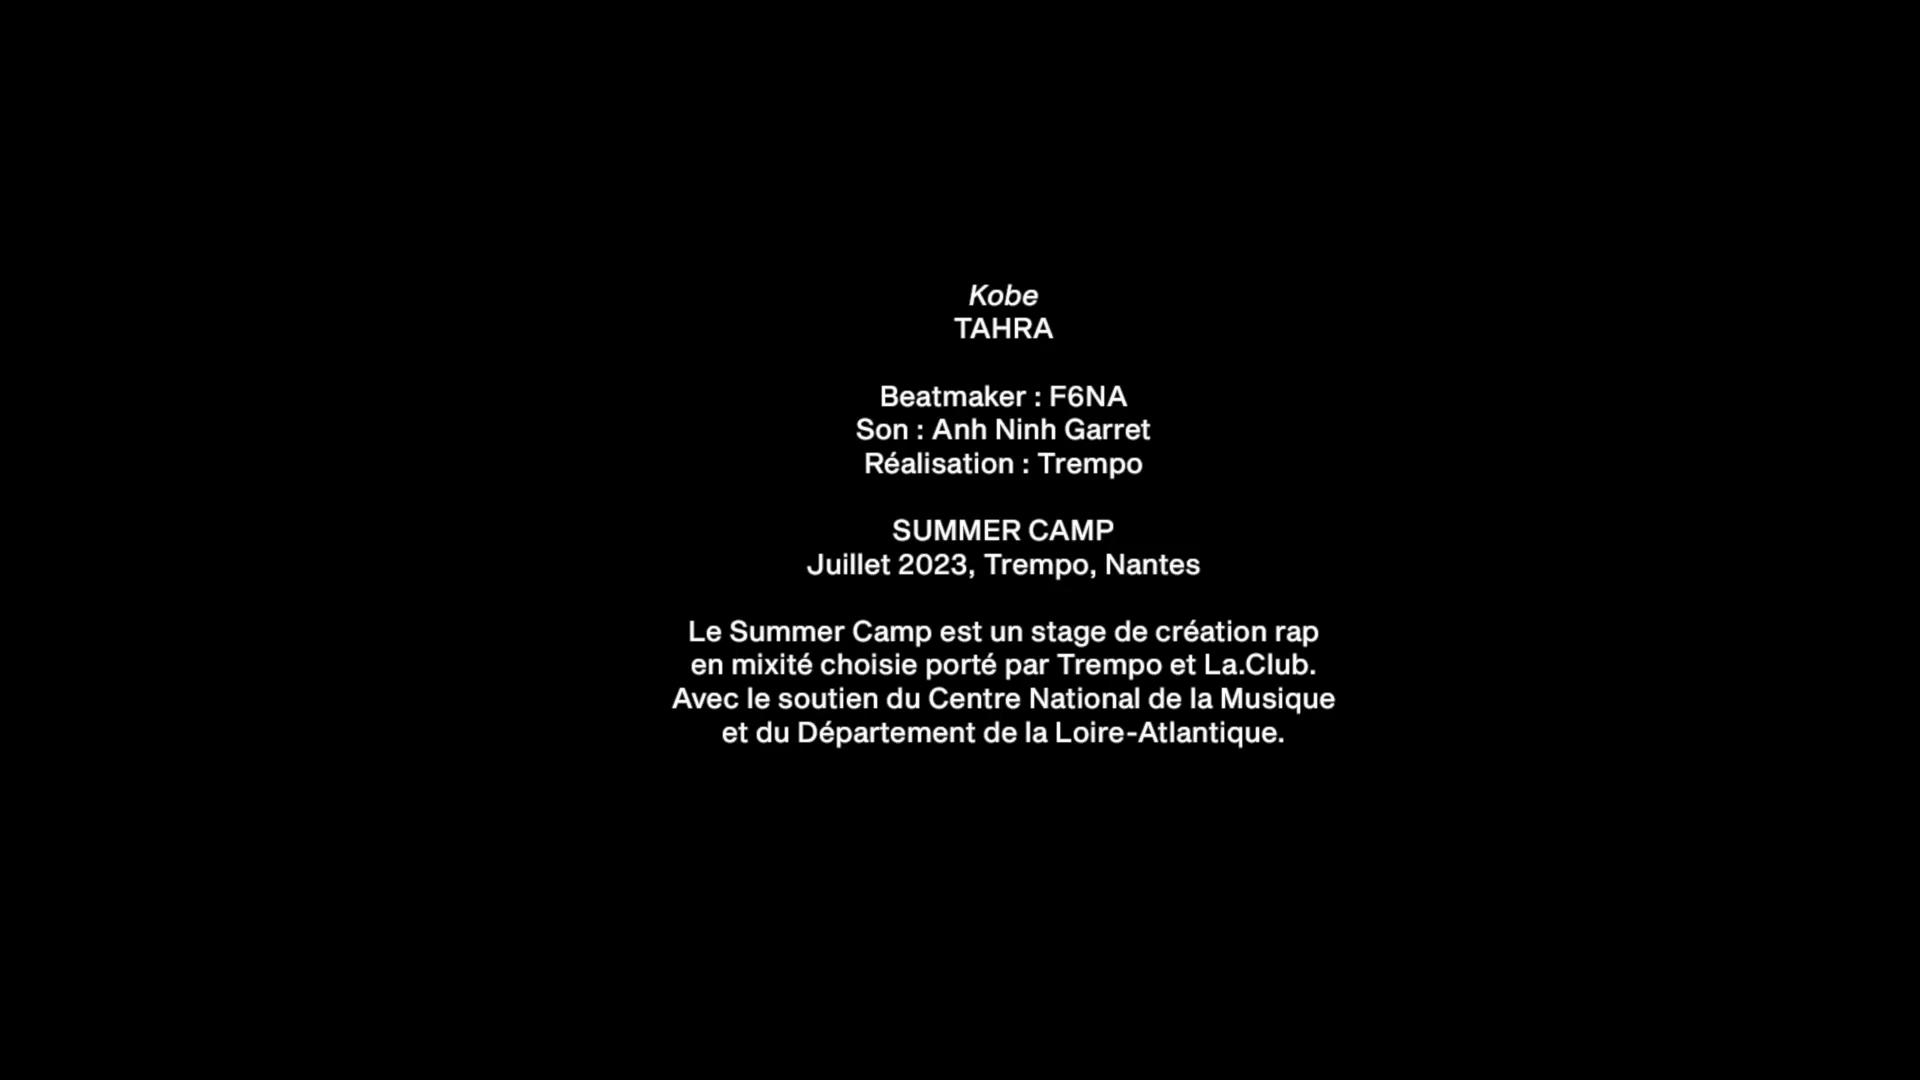 Kobe
TAHRA
Beatmaker : F6NA
Son : Anh Ninh Garret
Réalisation : Trempo
SUMMER CAMP
Juillet 2023, Trempo, Nantes
Le Summer Camp est un stage de création rap
en mixité choisie porté par Trempo et La.Club.
Avec le soutien du Centre National de la Musique
et du Département de la Loire-Atlantique.